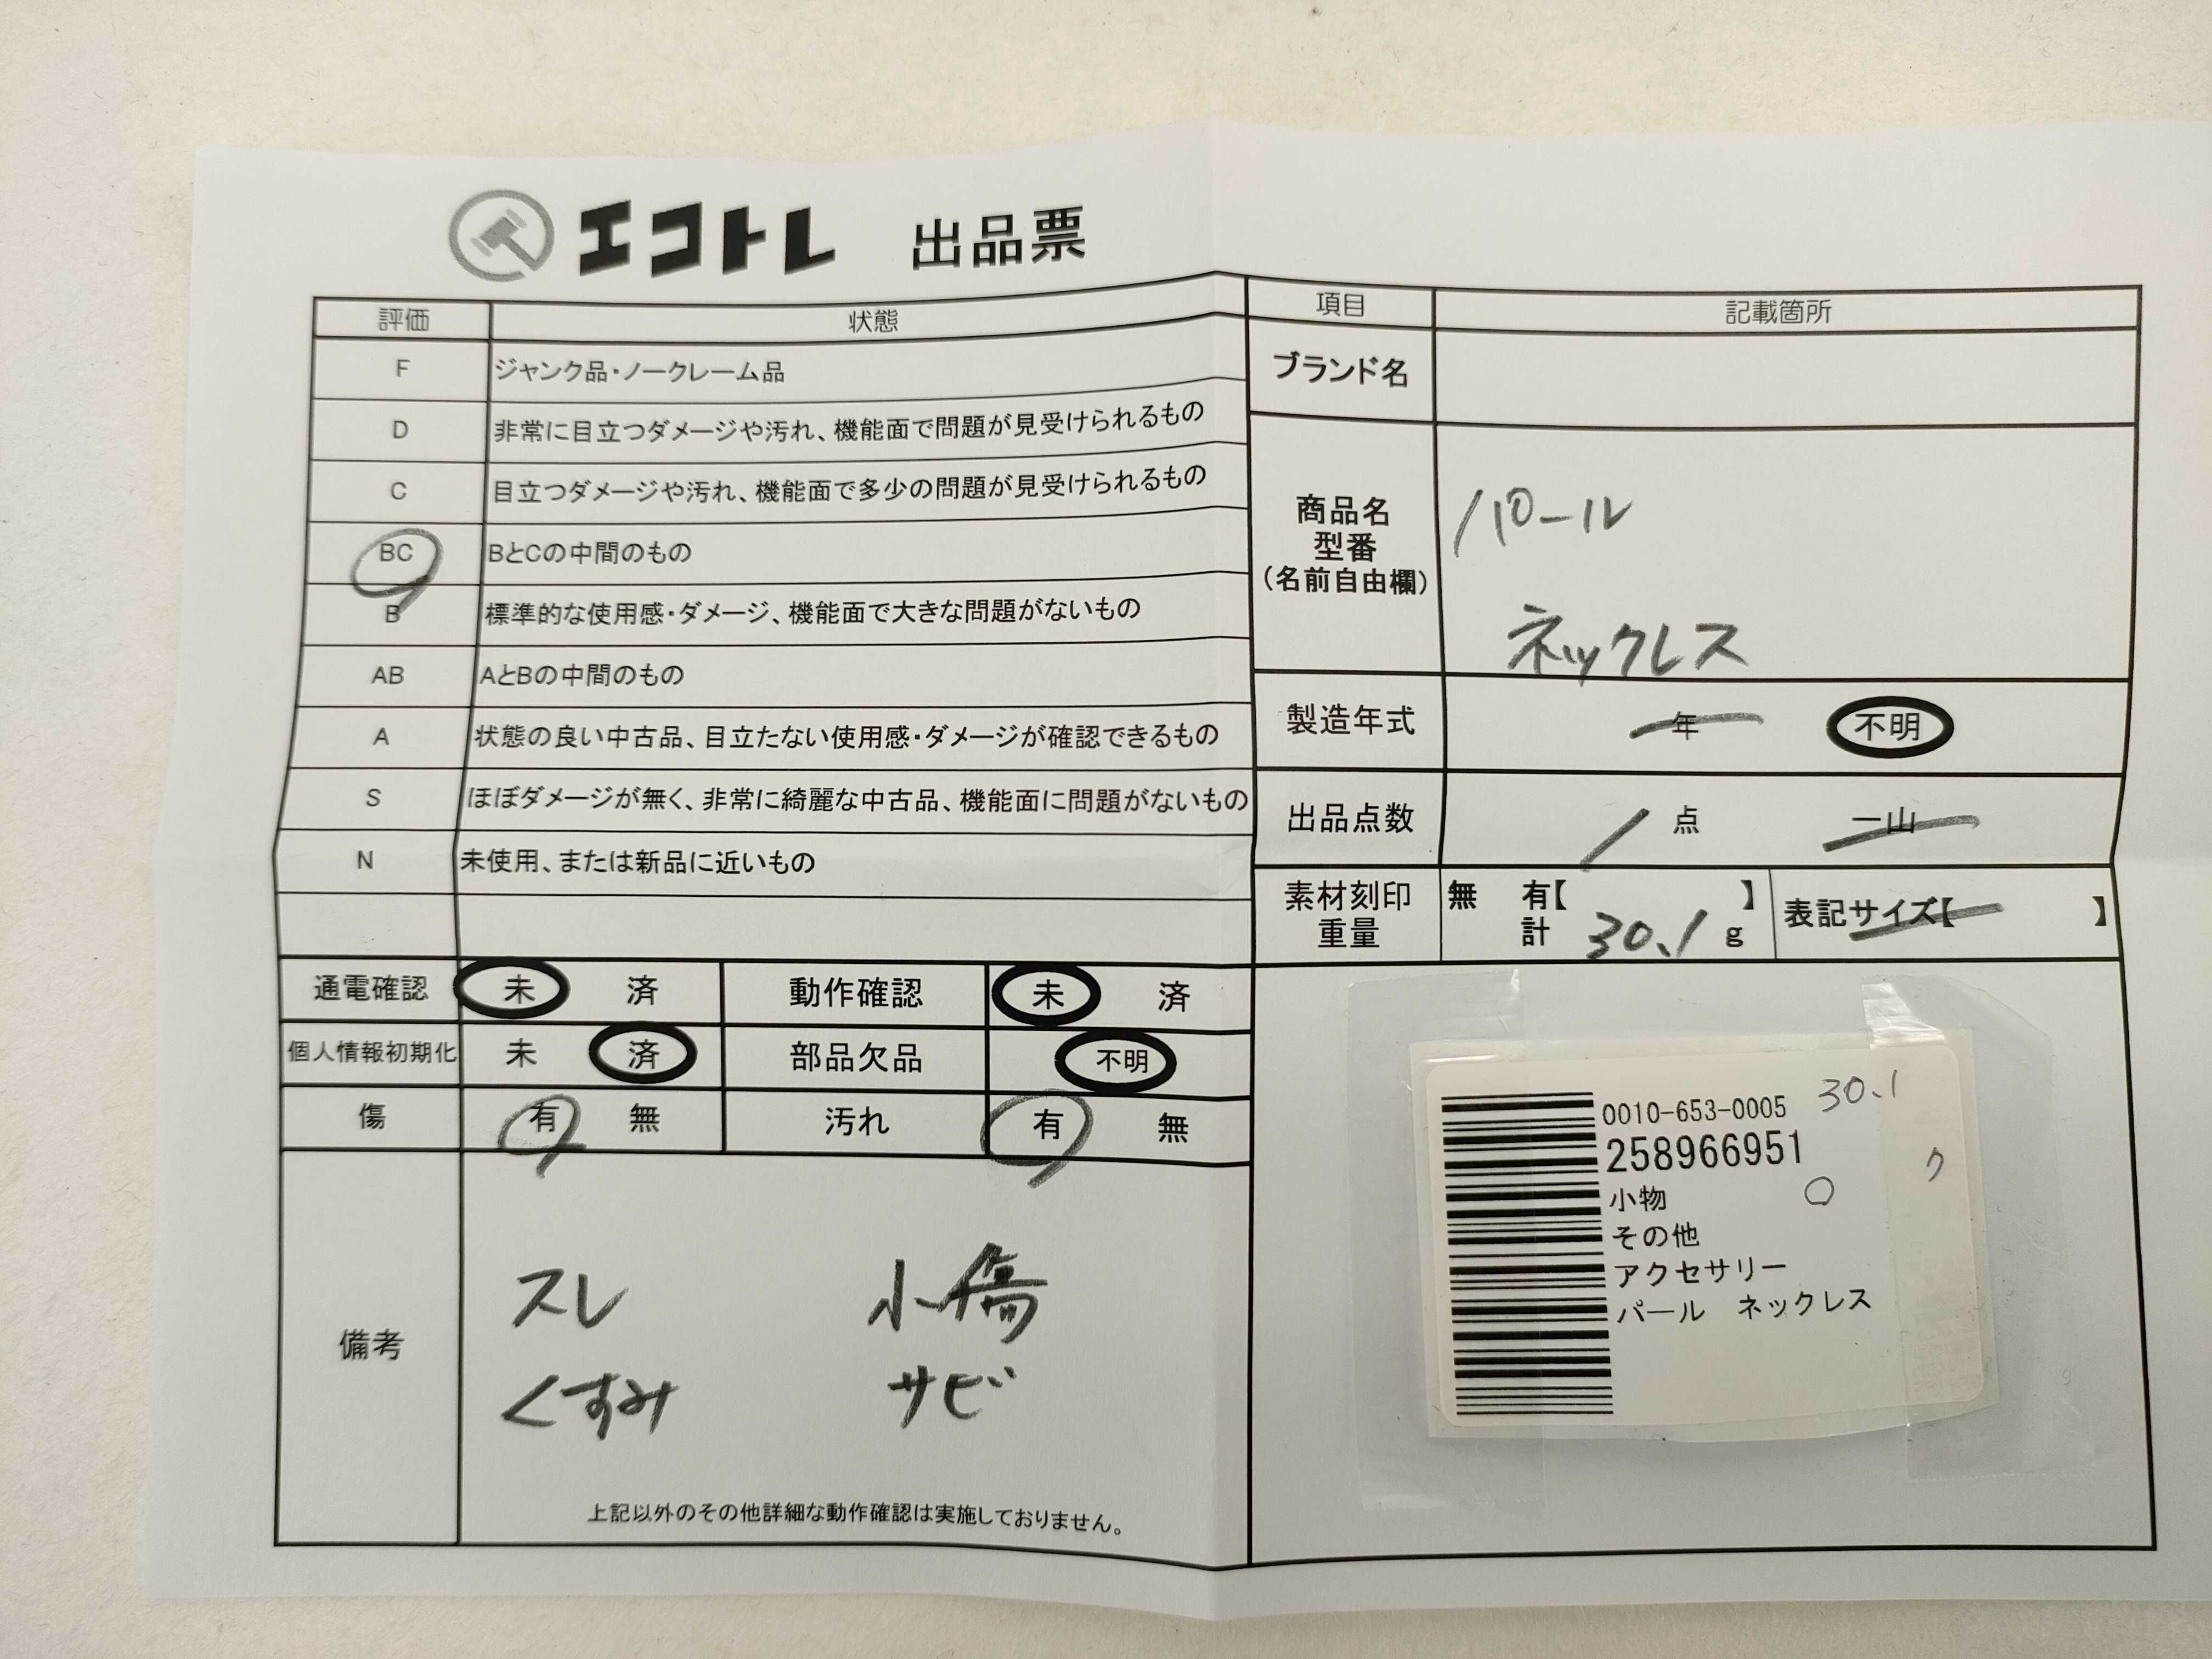 エコトレ 出品票
評価 状態
F ジャンク品・ノークレーム品
D 非常に目立つダメージや汚れ、機能面で問題が見受けられるもの
C 目立つダメージや汚れ、機能面で多少の問題が見受けられるもの
BC BとCの中間のもの
B 標準的な使用感・ダメージ、機能面で大きな問題がないもの
AB AとBの中間のもの
A 状態の良い中古品、目立たない使用感・ダメージが確認できるもの
S ほぼダメージが無く、非常に綺麗な中古品、機能面に問題がないもの
N 未使用、または新品に近いもの
通電確認 未 済 動作確認 未 済
個人情報初期化 未 済 部品欠品 不明
傷 有 無 汚れ 有 無
備考
スレ 小傷
くすみ サビ
上記以外のその他詳細な動作確認は実施しておりません。
項目 記載箇所
ブランド名
商品名
型番
(名前自由欄)
パール
ネックレス
製造年式 年 不明
出品点数 1 点 一山
素材刻印 無 有【 】
重量 計 30.1 g
表記サイズ【 】
0010-653-0005 30.1
258966951 ク
小物 ○
その他
アクセサリー
パール ネックレス